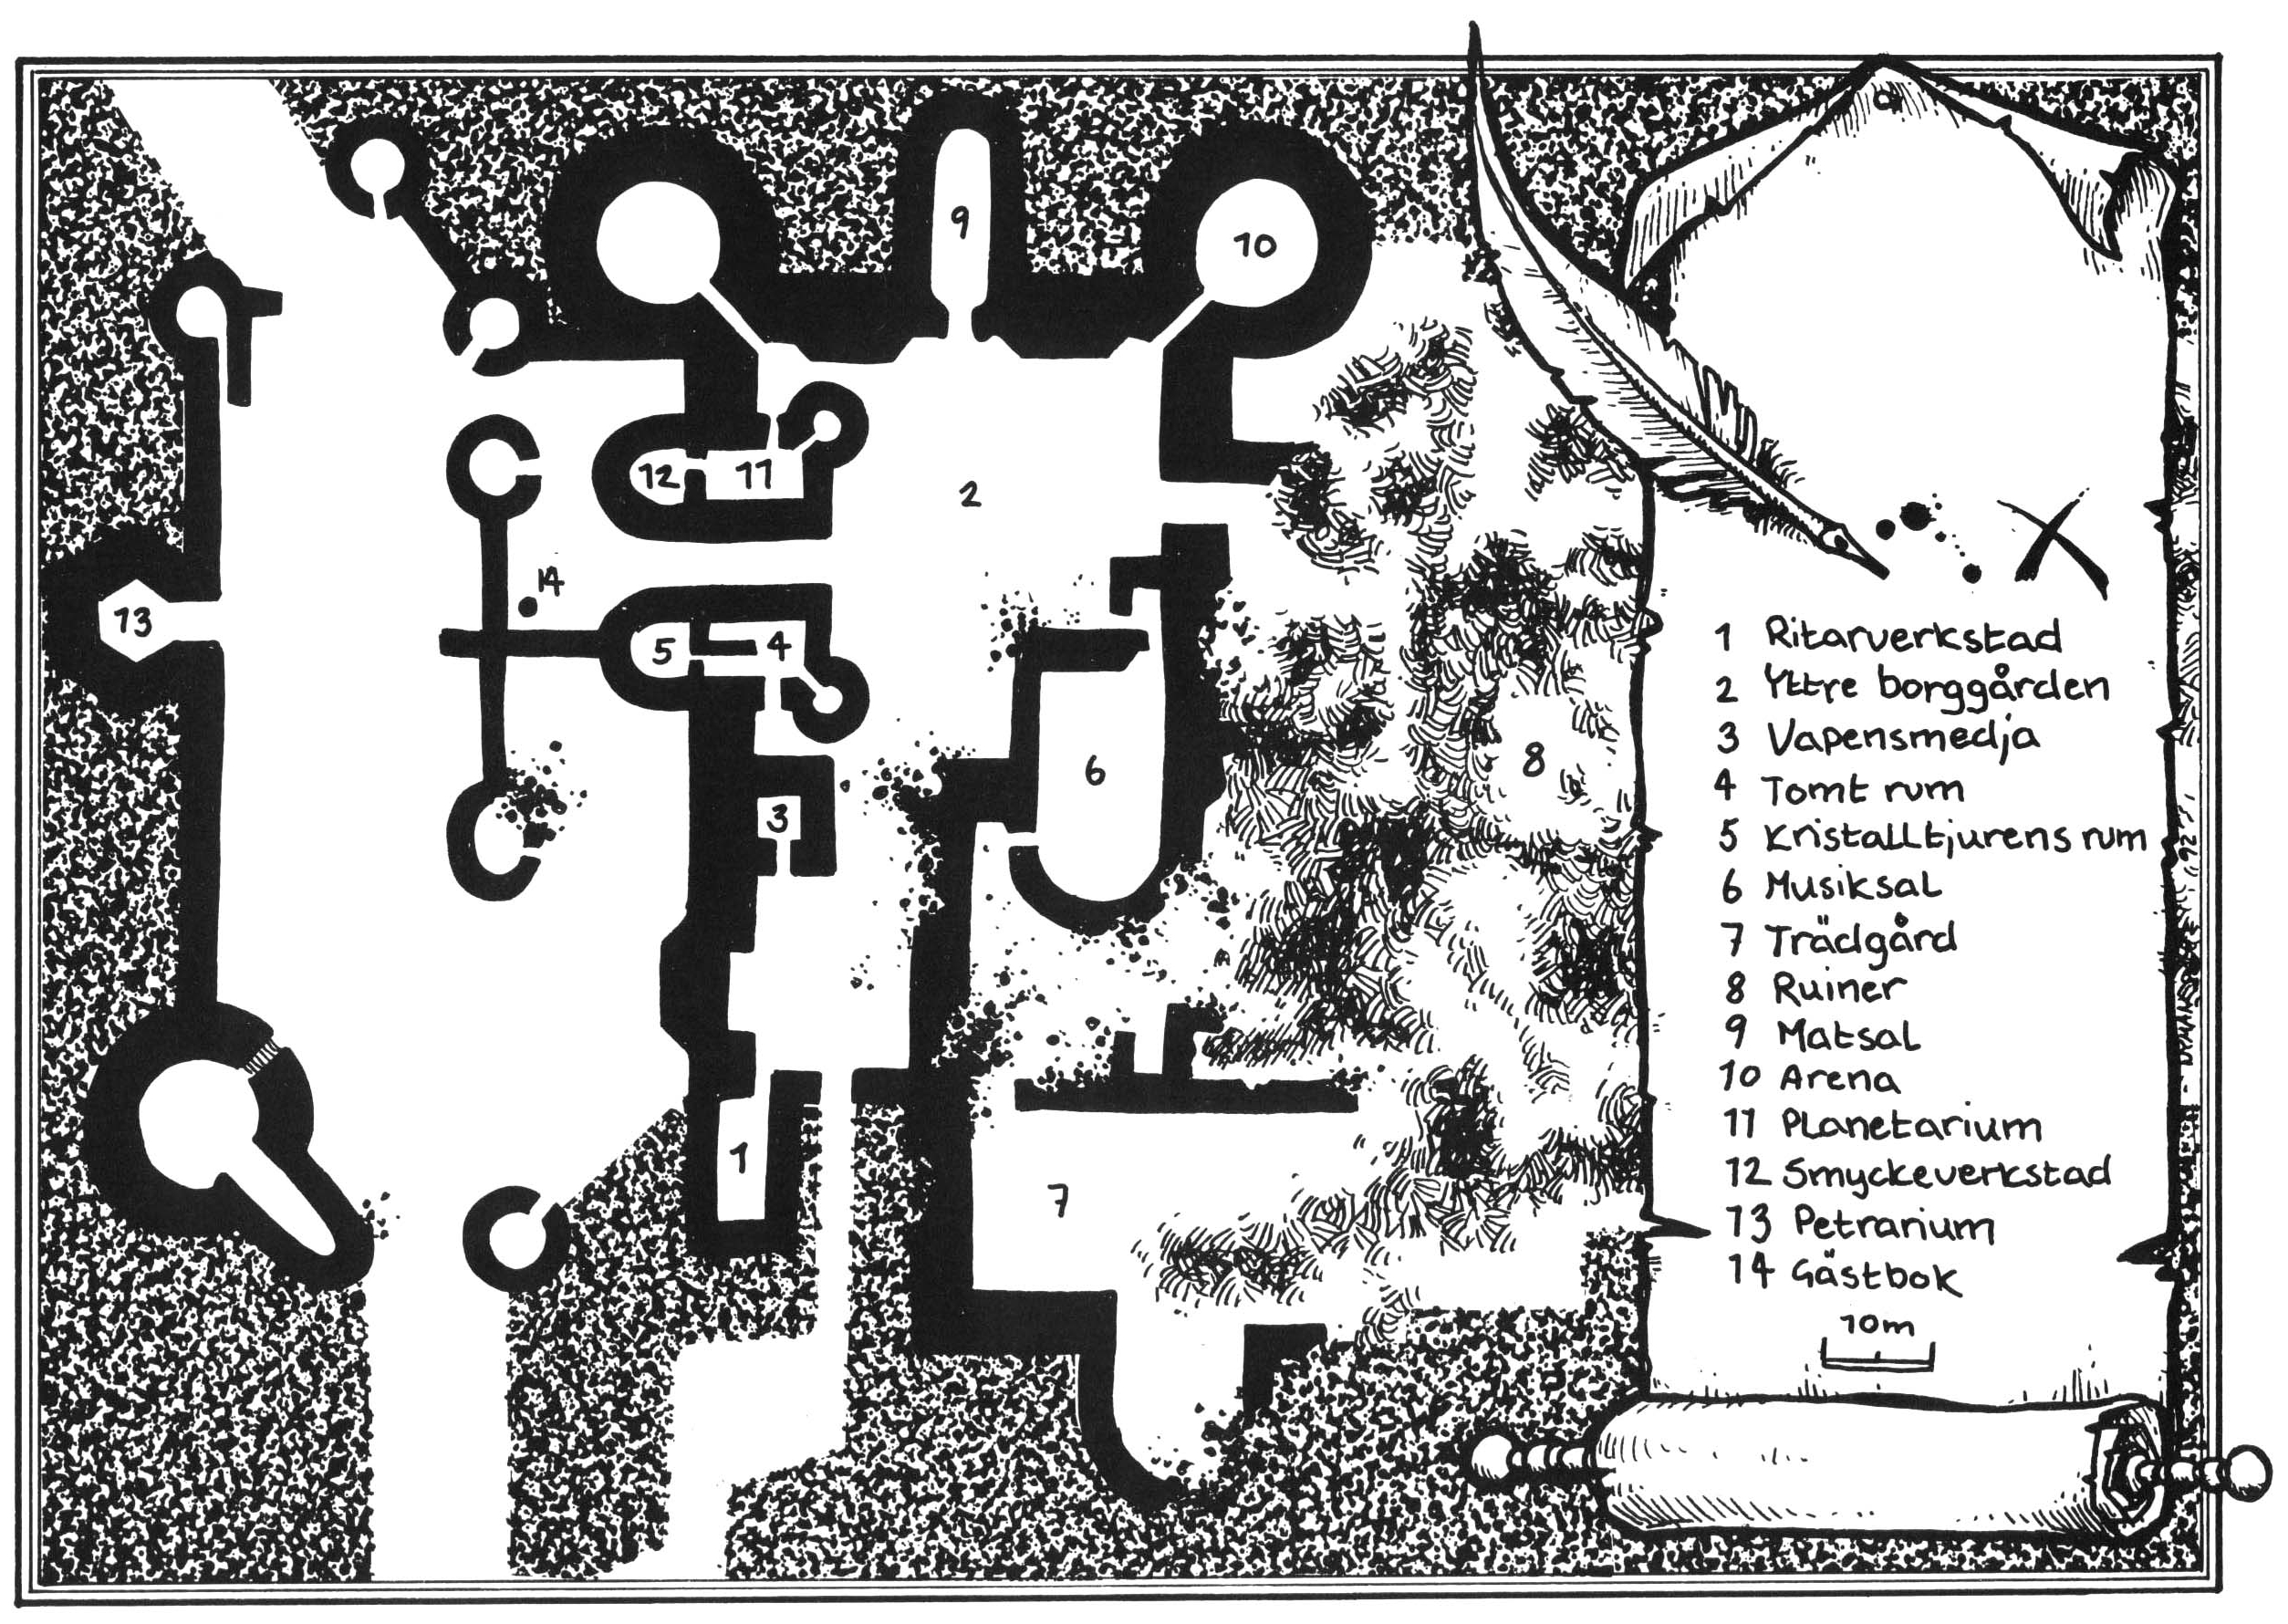 9
10
12
11
2
14
13
5
4
6
8
3
1
7
1 Ritarverkstad
2 Yttre borggården
3 Vapensmedja
4 Tomt rum
5 Kristalltjurens rum
6 Musiksal
7 Trädgård
8 Ruiner
9 Matsal
10 Arena
11 Planetarium
12 Smyckeverkstad
13 Petrarium
14 Gästbok
10m